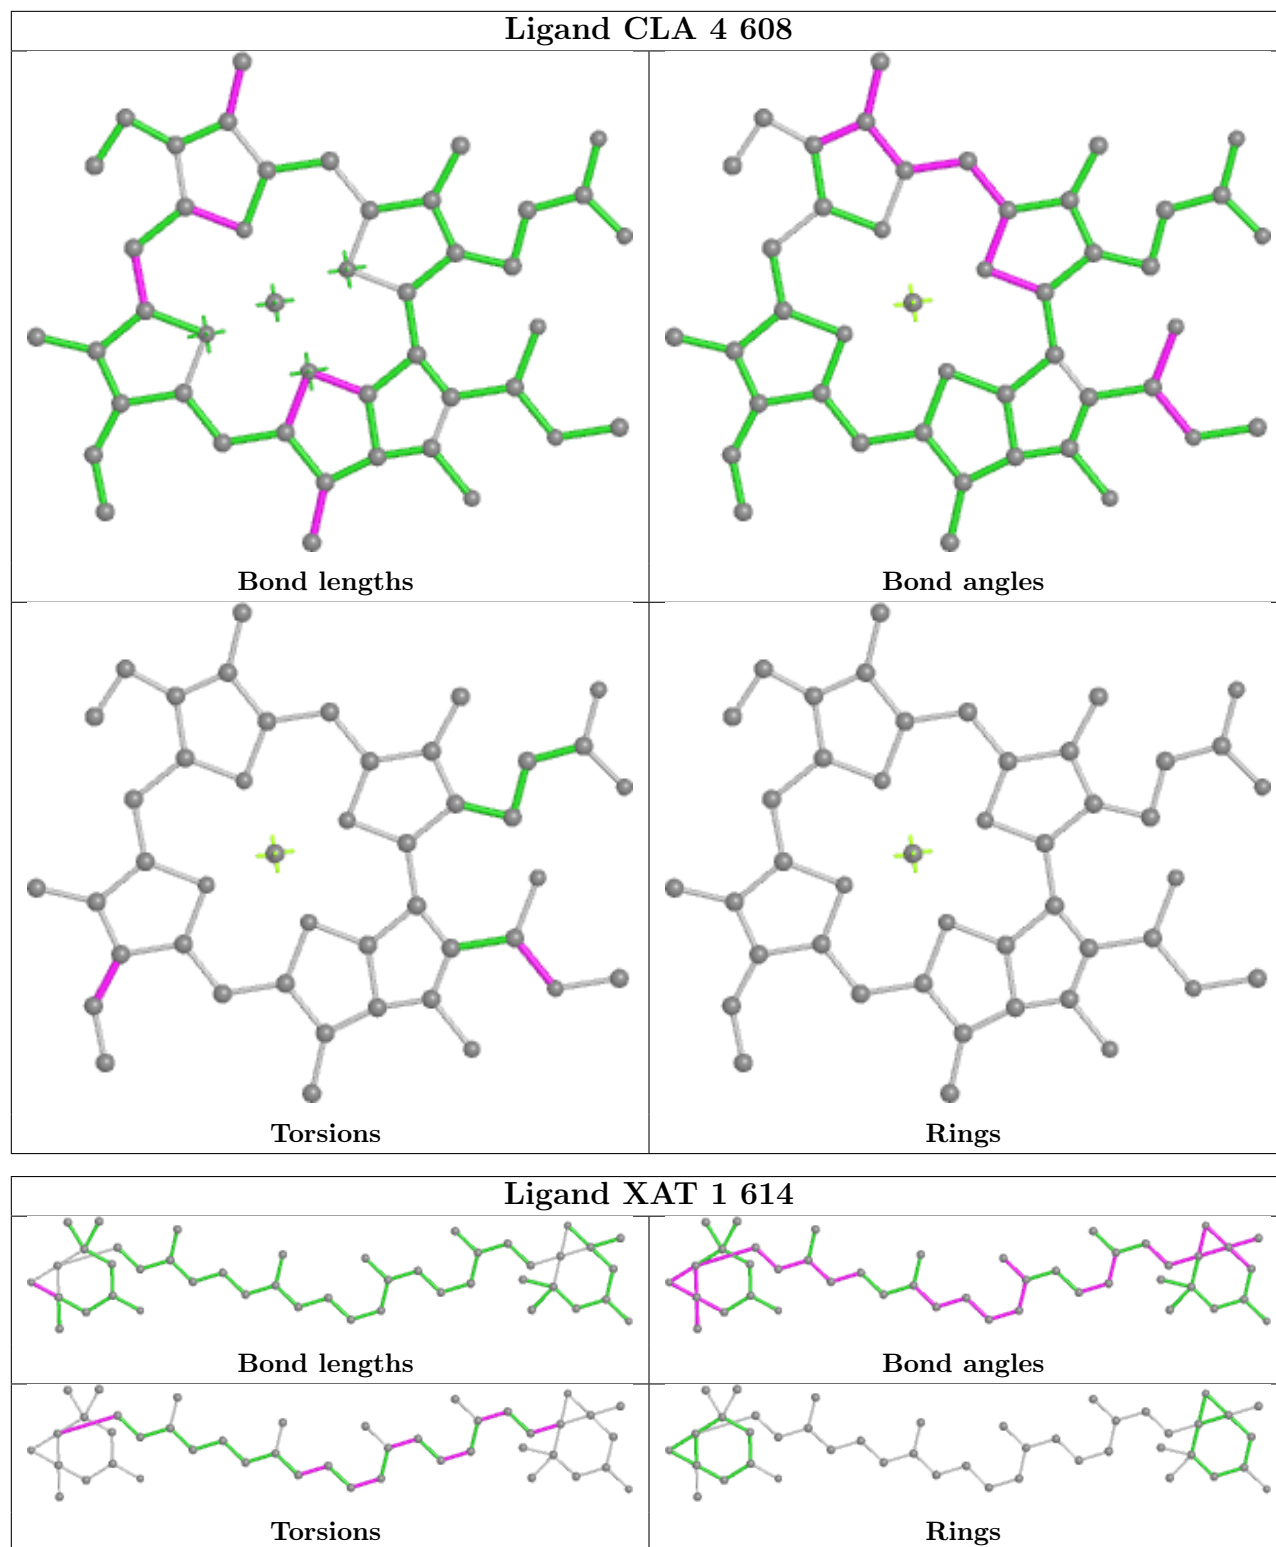 Ligand CLA 4 608
Bond lengths
Bond angles
Torsions
Rings
Ligand XAT 1 614
Bond lengths
Bond angles
Torsions
Rings